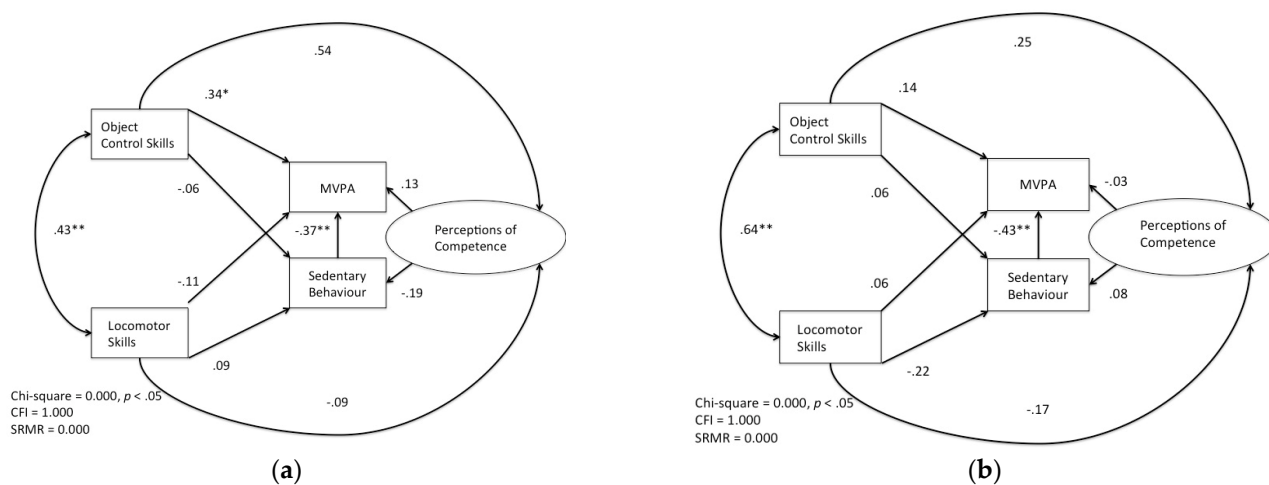 .54
.34*
Object
Control Skills
-.06
MVPA
.13
.43**
-.37**
Perceptions of
Competence
-.11
Sedentary
Behaviour
-.19
Locomotor
Skills
.09
-.09
Chi-square = 0.000, p < .05
CFI = 1.000
SRMR = 0.000
(a)
.25
.14
Object
Control Skills
.06
MVPA
-.03
.64**
-.43**
Perceptions of
Competence
.06
Sedentary
Behaviour
.08
Locomotor
Skills
-.22
-.17
Chi-square = 0.000, p < .05
CFI = 1.000
SRMR = 0.000
(b)